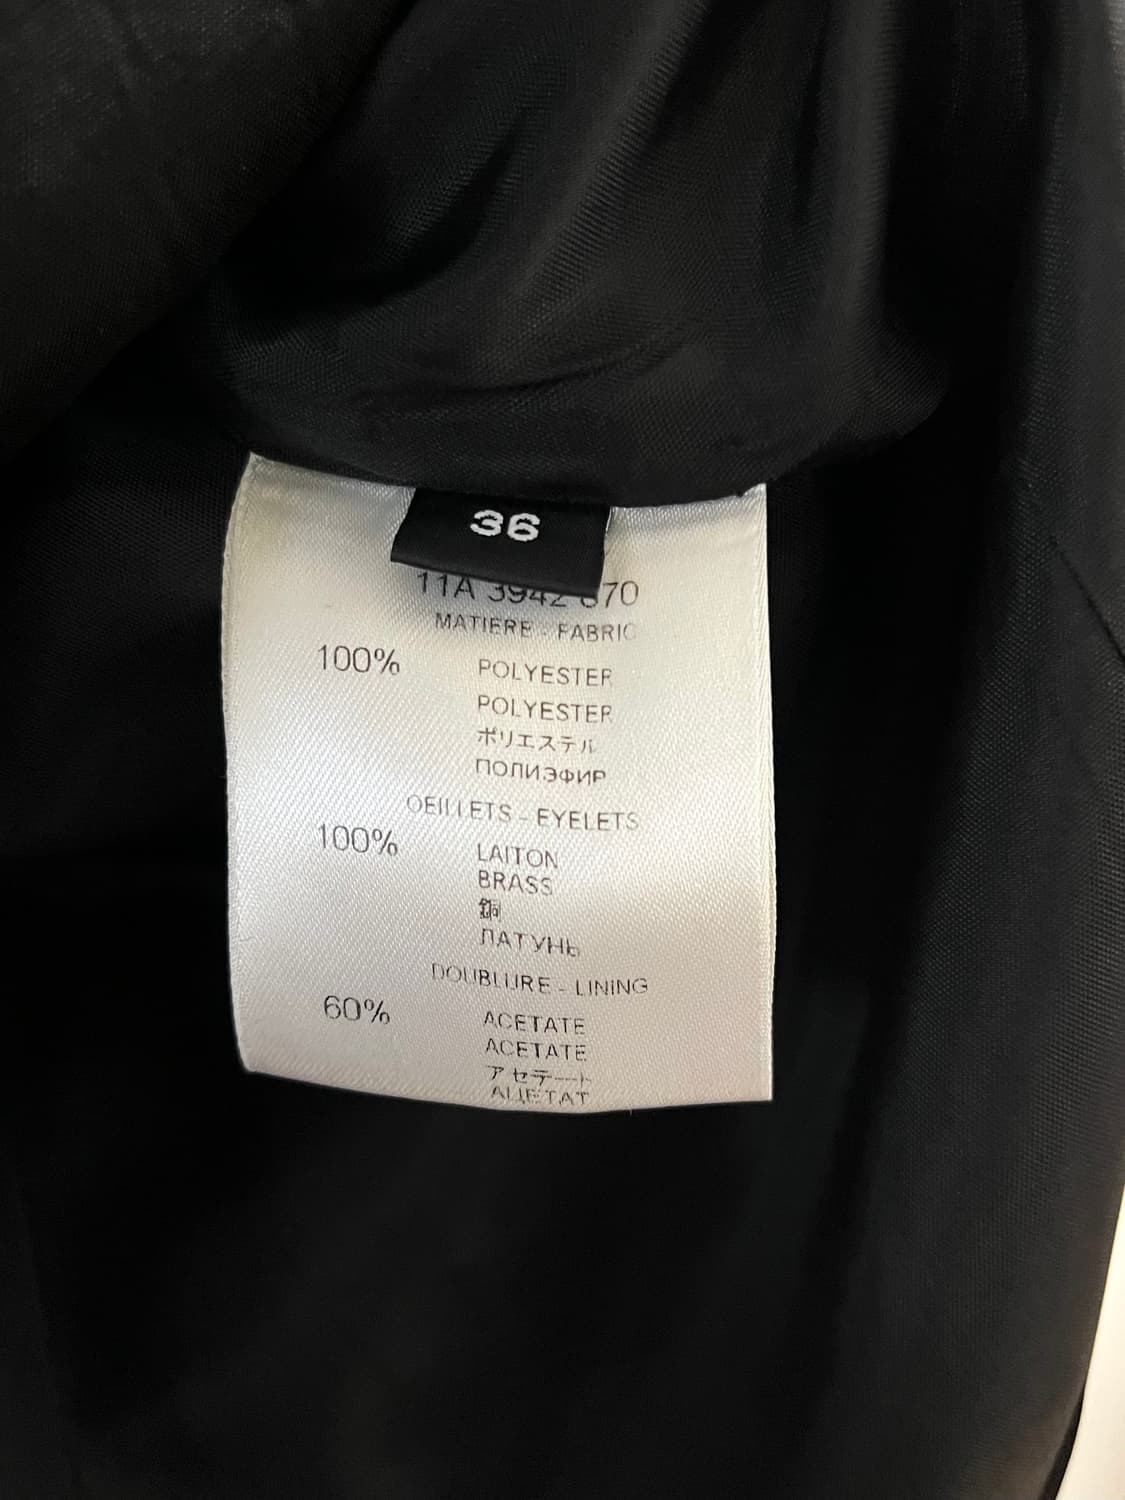 36
11A 3942 670
MATIERE - FABRIC
100% POLYESTER
POLYESTER
ポリエステル
ПОЛИЭФИР
OEILLETS - EYELETS
100% LAITON
BRASS
銅
ЛАТУНЬ
DOUBLURE - LINING
60% ACETATE
ACETATE
アセテート
АЦЕТАТ